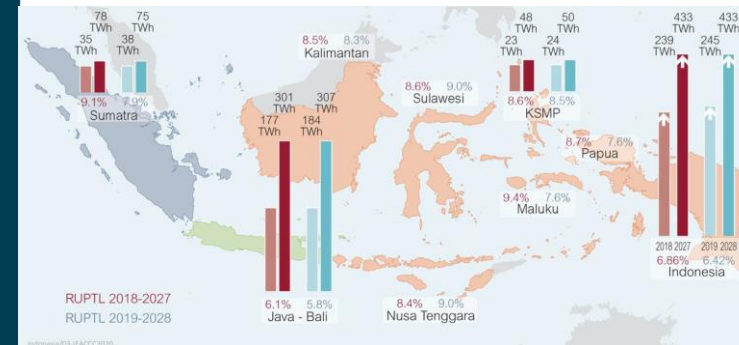 78
TWh
75
TWh
35
TWh
38
TWh
9.1% 7.9%
Sumatra
8.5% 8.3%
Kalimantan
301
TWh
307
TWh
177
TWh
184
TWh
6.1% 5.8%
Java - Bali
8.6% 9.0%
Sulawesi
48
TWh
50
TWh
23
TWh
24
TWh
8.6% 8.5%
KSMP
8.7% 7.6%
Papua
9.4% 7.6%
Maluku
8.4% 9.0%
Nusa Tenggara
433
TWh
433
TWh
239
TWh
245
TWh
2018 2027 2019 2028
6.86% 6.42%
Indonesia
RUPTL 2018-2027
RUPTL 2019-2028